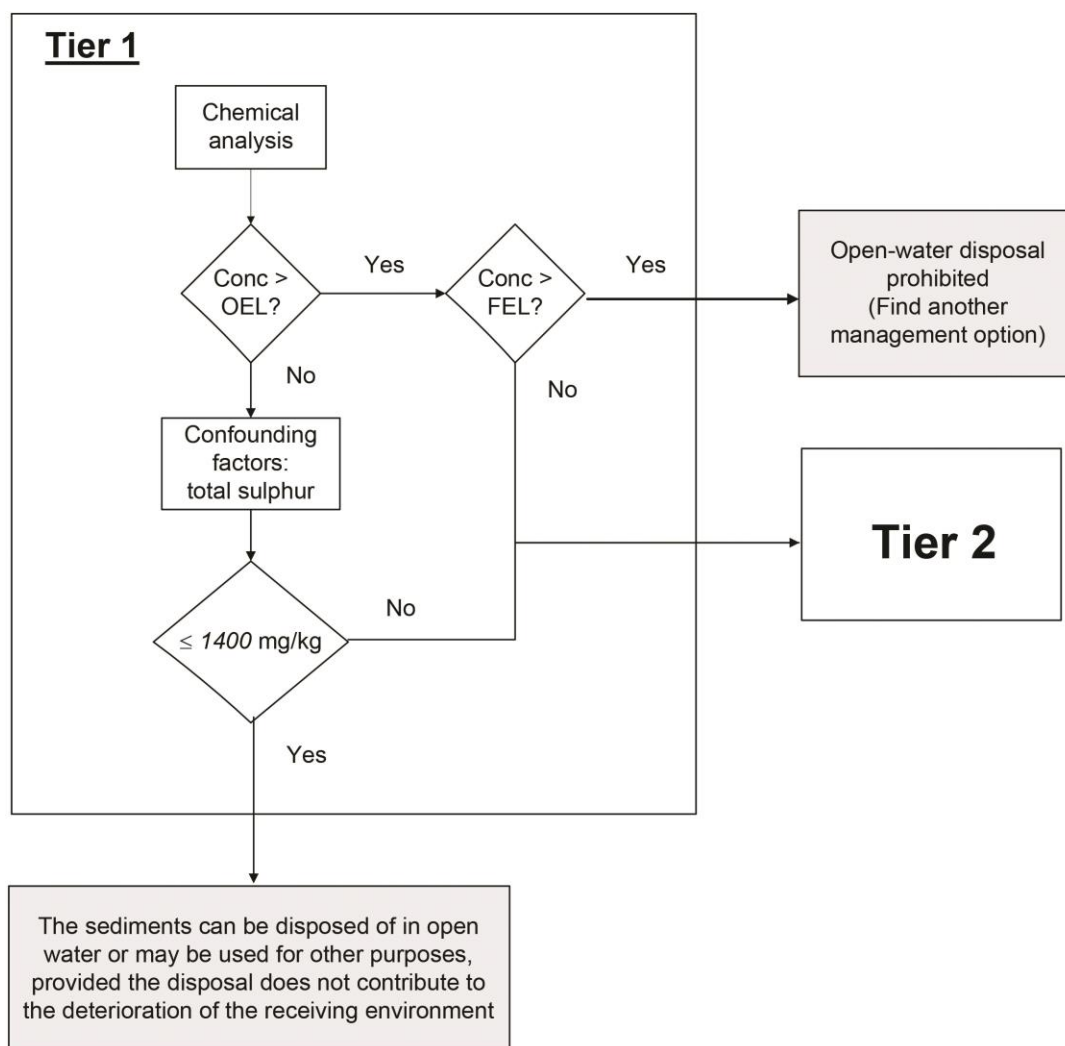 Tier 1
Chemical
analysis
Conc >
OEL?
Yes
Conc >
FEL?
Yes
Open-water disposal
prohibited
(Find another
management option)
No
No
Confounding
factors:
total sulphur
Tier 2
≤ 1400 mg/kg
No
Yes
The sediments can be disposed of in open
water or may be used for other purposes,
provided the disposal does not contribute to
the deterioration of the receiving environment